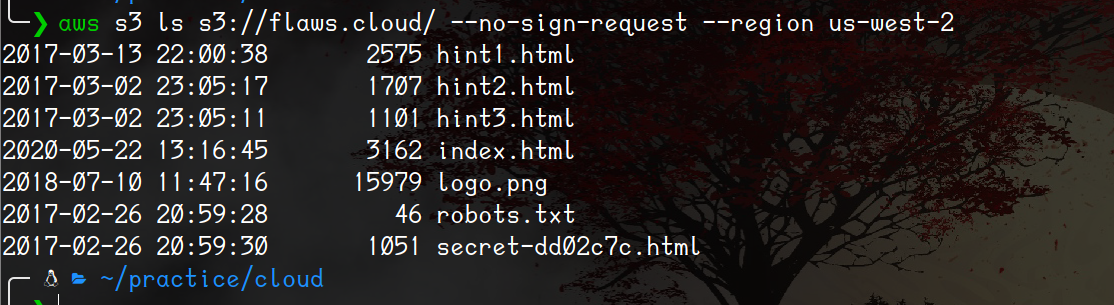 ❯ aws s3 ls s3://flaws.cloud/ --no-sign-request --region us-west-2
2017-03-13 22:00:38       2575 hint1.html
2017-03-02 23:05:17       1707 hint2.html
2017-03-02 23:05:11       1101 hint3.html
2020-05-22 13:16:45       3162 index.html
2018-07-10 11:47:16      15979 logo.png
2017-02-26 20:59:28         46 robots.txt
2017-02-26 20:59:30       1051 secret-dd02c7c.html
~/practice/cloud